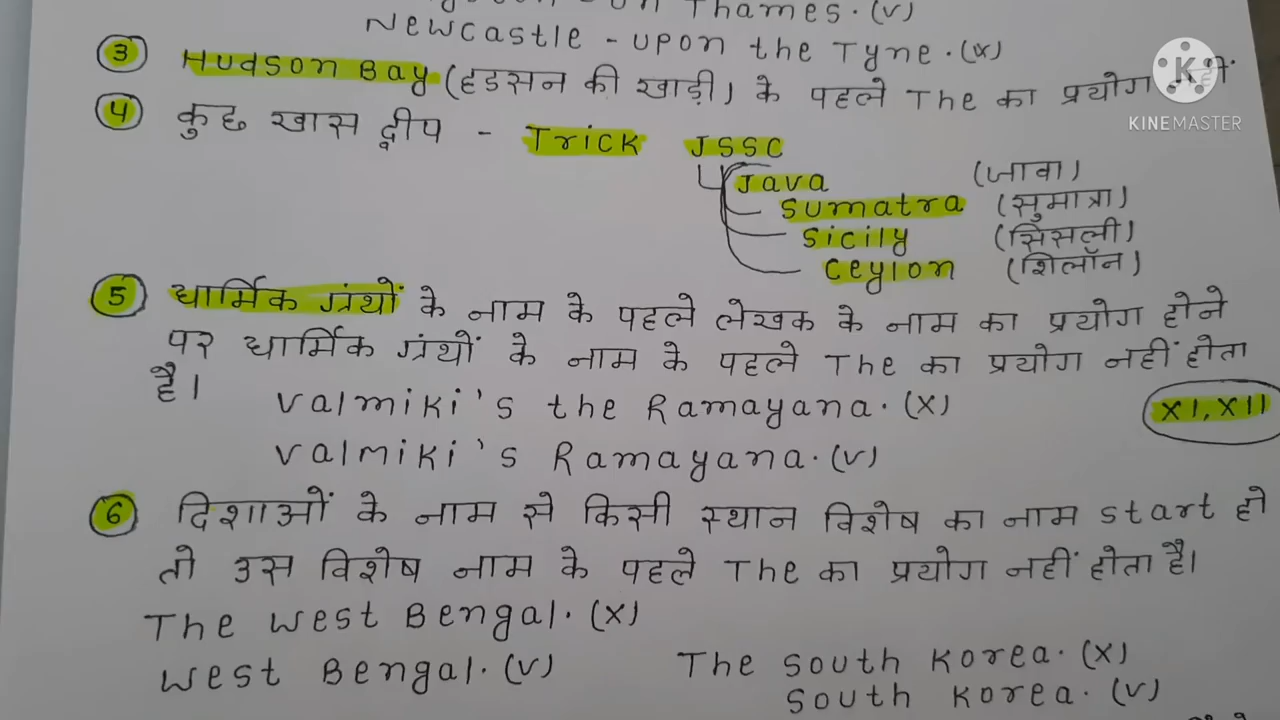 Thames. (v)
Newcastle - upon the Tyne. (x)
③ Hudson Bay (हडसन की खाड़ी) के पहले The का प्रयोग
④ कुछ खास द्वीप - Trick JSSC
Java (जावा)
Sumatra (सुमात्रा)
Sicily (सिसली)
Ceylon (शिलॉन)
⑤ धार्मिक ग्रंथों के नाम के पहले लेखक के नाम का प्रयोग होने
पर धार्मिक ग्रंथों के नाम के पहले The का प्रयोग नहीं होता
है।
Valmiki's the Ramayana. (x)
XI, XII
Valmiki's Ramayana. (v)
⑥ दिशाओं के नाम से किसी स्थान विशेष का नाम start हो
तो उस विशेष नाम के पहले The का प्रयोग नहीं होता है।
The West Bengal. (x)
West Bengal. (v)
The South Korea. (x)
South Korea. (v)
K
KINEMASTER